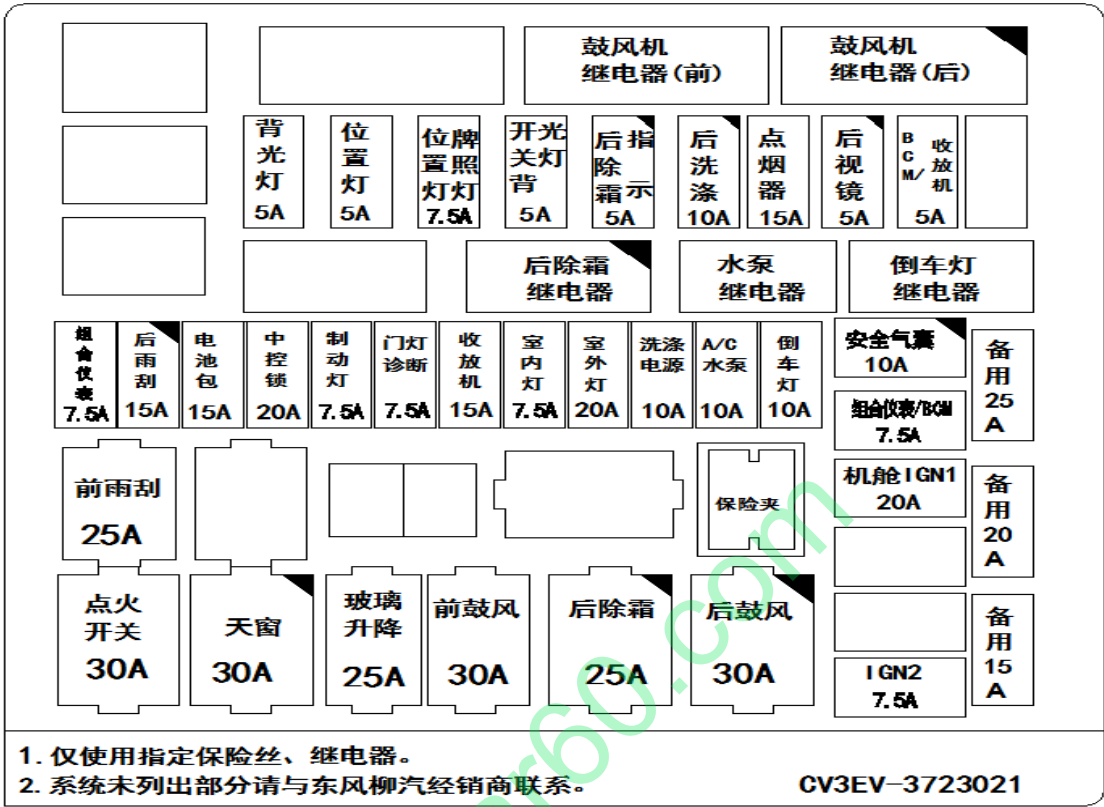 鼓风机
继电器(前)
鼓风机
继电器(后)
背光灯
5A
位置灯
5A
位置灯
牌照灯
7.5A
开关背
光灯
5A
后除霜
指示
5A
后洗涤
10A
点烟器
15A
后视镜
5A
BCM/
收放机
5A
后除霜
继电器
水泵
继电器
倒车灯
继电器
组合仪表
7.5A
后雨刮
15A
电池包
15A
中控锁
20A
制动灯
7.5A
门灯
诊断
7.5A
收放机
15A
室内灯
7.5A
室外灯
20A
洗涤
电源
10A
A/C
水泵
10A
倒车灯
10A
安全气囊
10A
备用
25
A
组合仪表/BCM
7.5A
前雨刮
25A
保险夹
机舱IGN1
20A
备用
20
A
点火
开关
30A
天窗
30A
玻璃
升降
25A
前鼓风
30A
后除霜
25A
后鼓风
30A
备用
15
A
IGN2
7.5A
1.仅使用指定保险丝、继电器。
2.系统未列出部分请与东风柳汽经销商联系。
CV3EV-3723021
r60.com